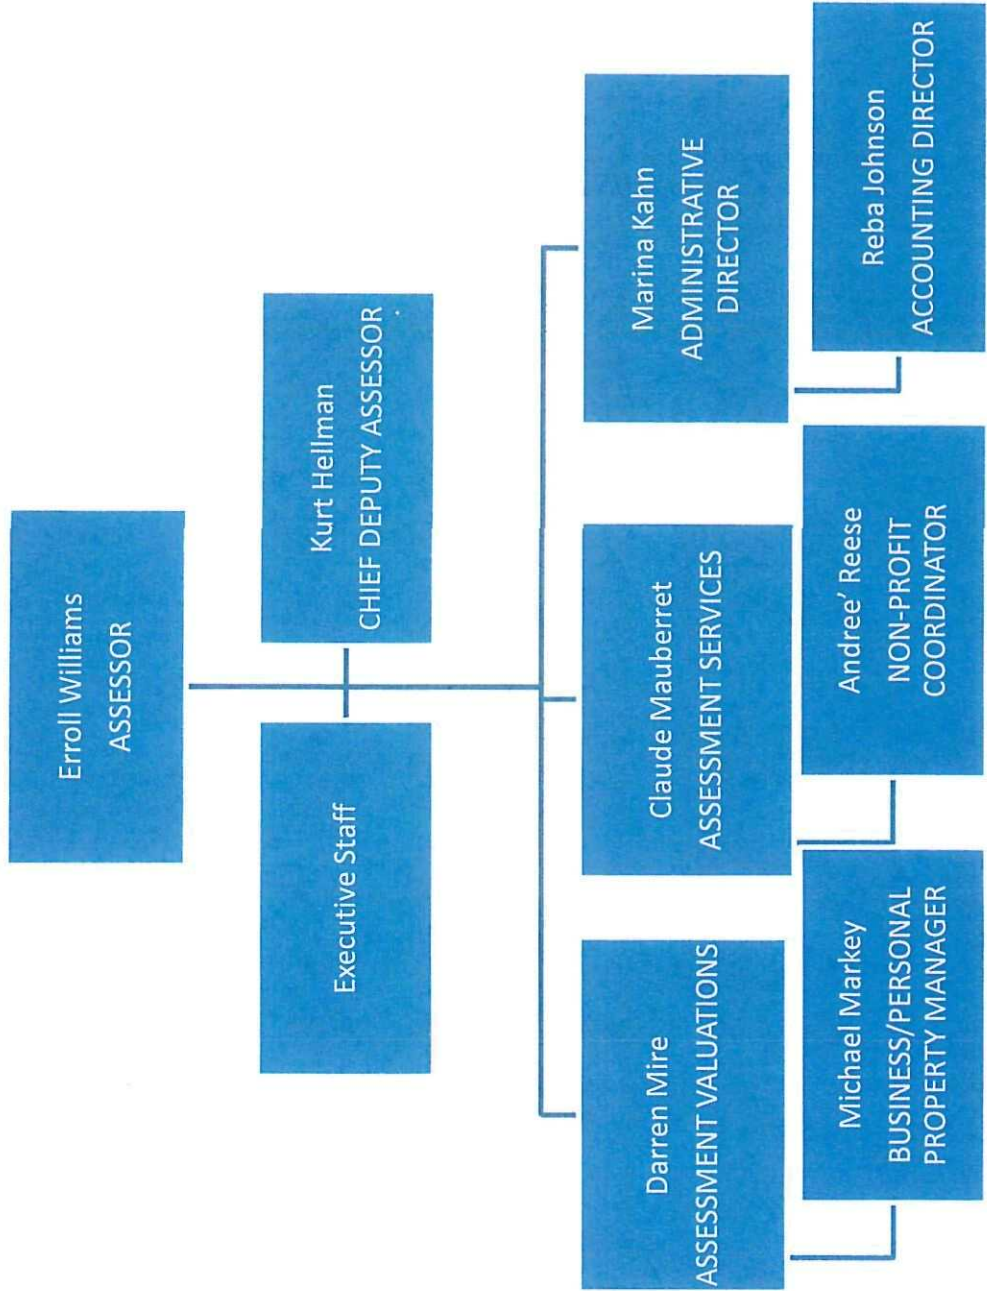 Erroll Williams
ASSESSOR
Executive Staff
Kurt Hellman
CHIEF DEPUTY ASSESSOR
Darren Mire
ASSESSMENT VALUATIONS
Claude Mauberret
ASSESSMENT SERVICES
Marina Kahn
ADMINISTRATIVE
DIRECTOR
Michael Markey
BUSINESS/PERSONAL
PROPERTY MANAGER
Andree’ Reese
NON-PROFIT
COORDINATOR
Reba Johnson
ACCOUNTING DIRECTOR